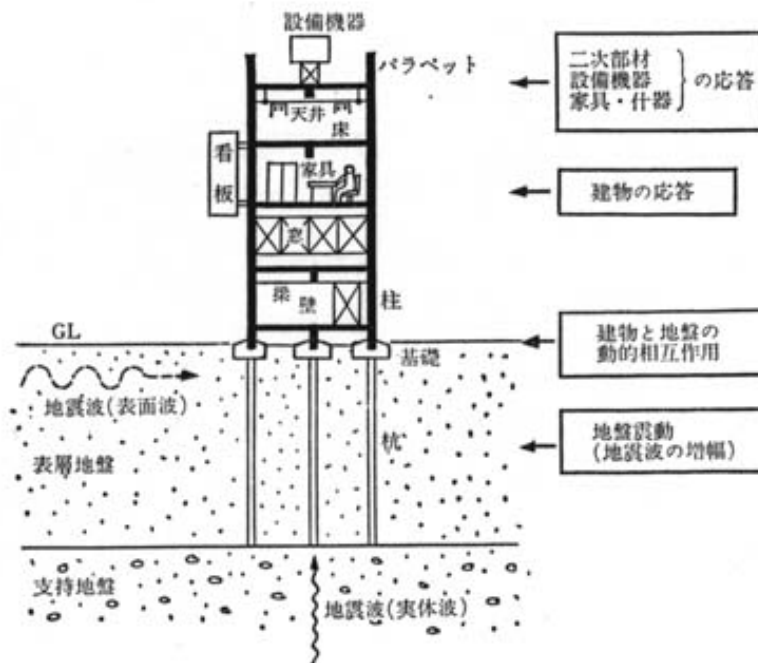 設備機器
パラペット
天井
床
看板
家具
窓
梁
壁
柱
GL
基礎
地震波(表面波)
杭
表層地盤
支持地盤
地震波(実体波)
二次部材
設備機器
家具・什器
の応答
建物の応答
建物と地盤の
動的相互作用
地盤震動
(地震波の増幅)